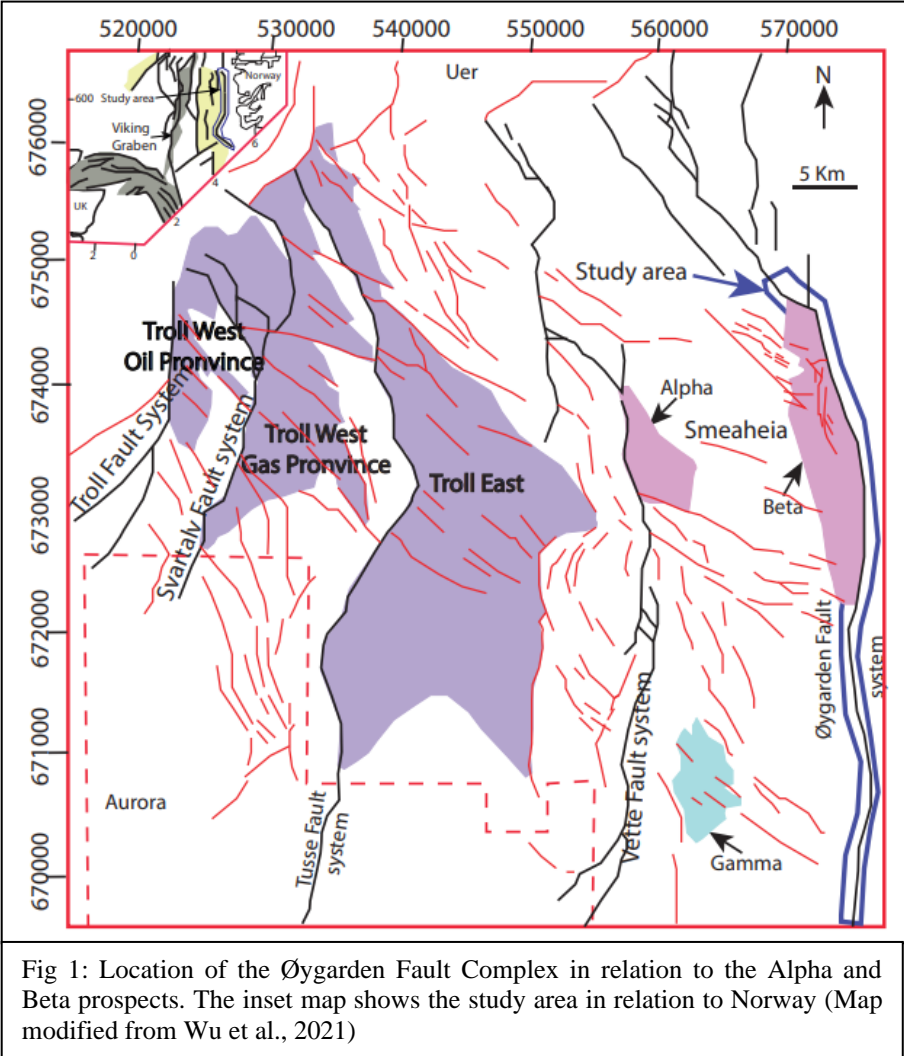 520000 530000 540000 550000 560000 570000
676000
675000
674000
673000
672000
671000
670000
600
Study area
Norway
Viking
Graben
UK
2
0
2
4
6
Uer
N
5 Km
Study area
Troll West
Oil Pronvince
Troll Fault System
Svartalv Fault system
Troll West
Gas Pronvince
Troll East
Alpha
Smeaheia
Beta
Øygarden Fault
system
Aurora
Tusse Fault
system
Vette Fault system
Gamma
Fig 1: Location of the Øygarden Fault Complex in relation to the Alpha and
Beta prospects. The inset map shows the study area in relation to Norway (Map
modified from Wu et al., 2021)